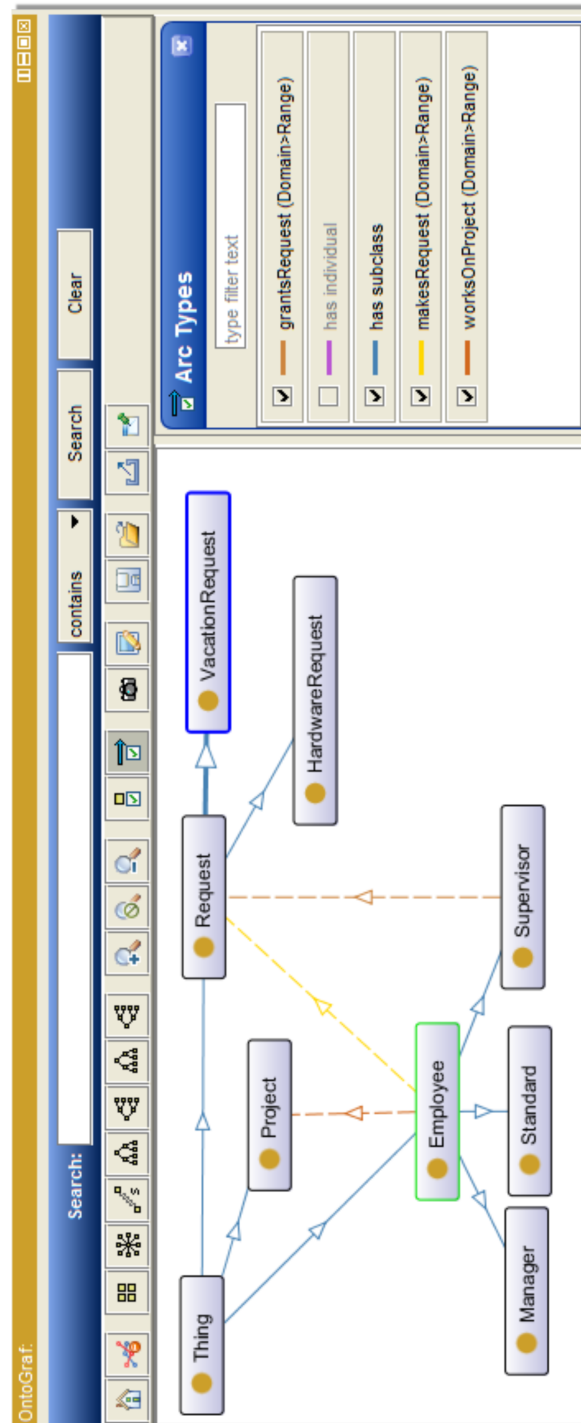 OntoGraf:
Search:
contains
Search
Clear
Thing
Request
VacationRequest
Project
HardwareRequest
Employee
Supervisor
Manager
Standard
Arc Types
type filter text
grantsRequest (Domain>Range)
has individual
has subclass
makesRequest (Domain>Range)
worksOnProject (Domain>Range)